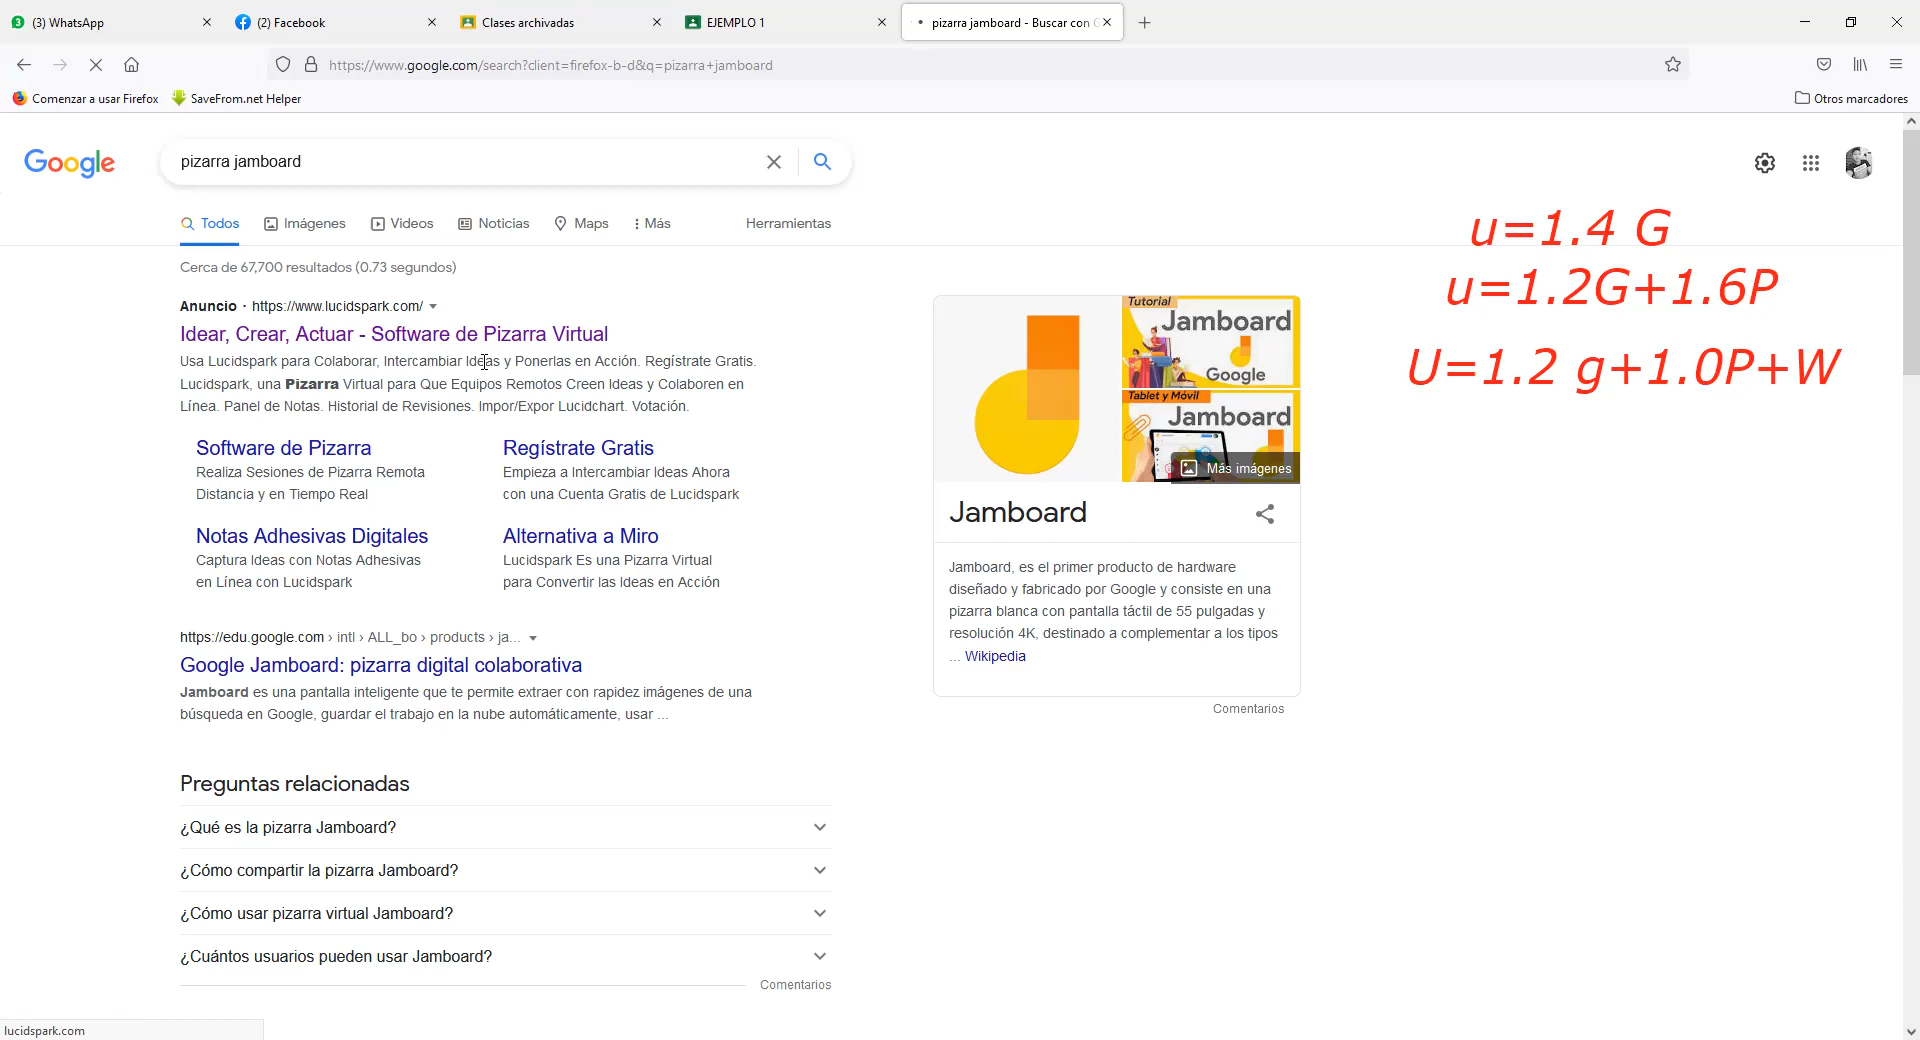 (3) WhatsApp
(2) Facebook
Clases archivadas
EJEMPLO 1
pizarra jamboard - Buscar con G
https://www.google.com/search?client=firefox-b-d&q=pizarra+jamboard
Comenzar a usar Firefox
SaveFrom.net Helper
Otros marcadores
Google
pizarra jamboard
Todos
Imágenes
Videos
Noticias
Maps
Más
Herramientas
Cerca de 67,700 resultados (0.73 segundos)
Anuncio · https://www.lucidspark.com/
Idear, Crear, Actuar - Software de Pizarra Virtual
Usa Lucidspark para Colaborar, Intercambiar Ideas y Ponerlas en Acción. Regístrate Gratis.
Lucidspark, una Pizarra Virtual para Que Equipos Remotos Creen Ideas y Colaboren en
Línea. Panel de Notas. Historial de Revisiones. Impor/Expor Lucidchart. Votación.
Software de Pizarra
Realiza Sesiones de Pizarra Remota
Distancia y en Tiempo Real
Regístrate Gratis
Empieza a Intercambiar Ideas Ahora
con una Cuenta Gratis de Lucidspark
Notas Adhesivas Digitales
Captura Ideas con Notas Adhesivas
en Línea con Lucidspark
Alternativa a Miro
Lucidspark Es una Pizarra Virtual
para Convertir las Ideas en Acción
https://edu.google.com › intl › ALL_bo › products › ja...
Google Jamboard: pizarra digital colaborativa
Jamboard es una pantalla inteligente que te permite extraer con rapidez imágenes de una
búsqueda en Google, guardar el trabajo en la nube automáticamente, usar ...
Preguntas relacionadas
¿Qué es la pizarra Jamboard?
¿Cómo compartir la pizarra Jamboard?
¿Cómo usar pizarra virtual Jamboard?
¿Cuántos usuarios pueden usar Jamboard?
Comentarios
Tutorial
Jamboard
Google
Tablet y Móvil
Jamboard
Más imágenes
Jamboard
Jamboard, es el primer producto de hardware
diseñado y fabricado por Google y consiste en una
pizarra blanca con pantalla táctil de 55 pulgadas y
resolución 4K, destinado a complementar a los tipos
... Wikipedia
Comentarios
u=1.4 G
u=1.2G+1.6P
U=1.2 g+1.0P+W
lucidspark.com